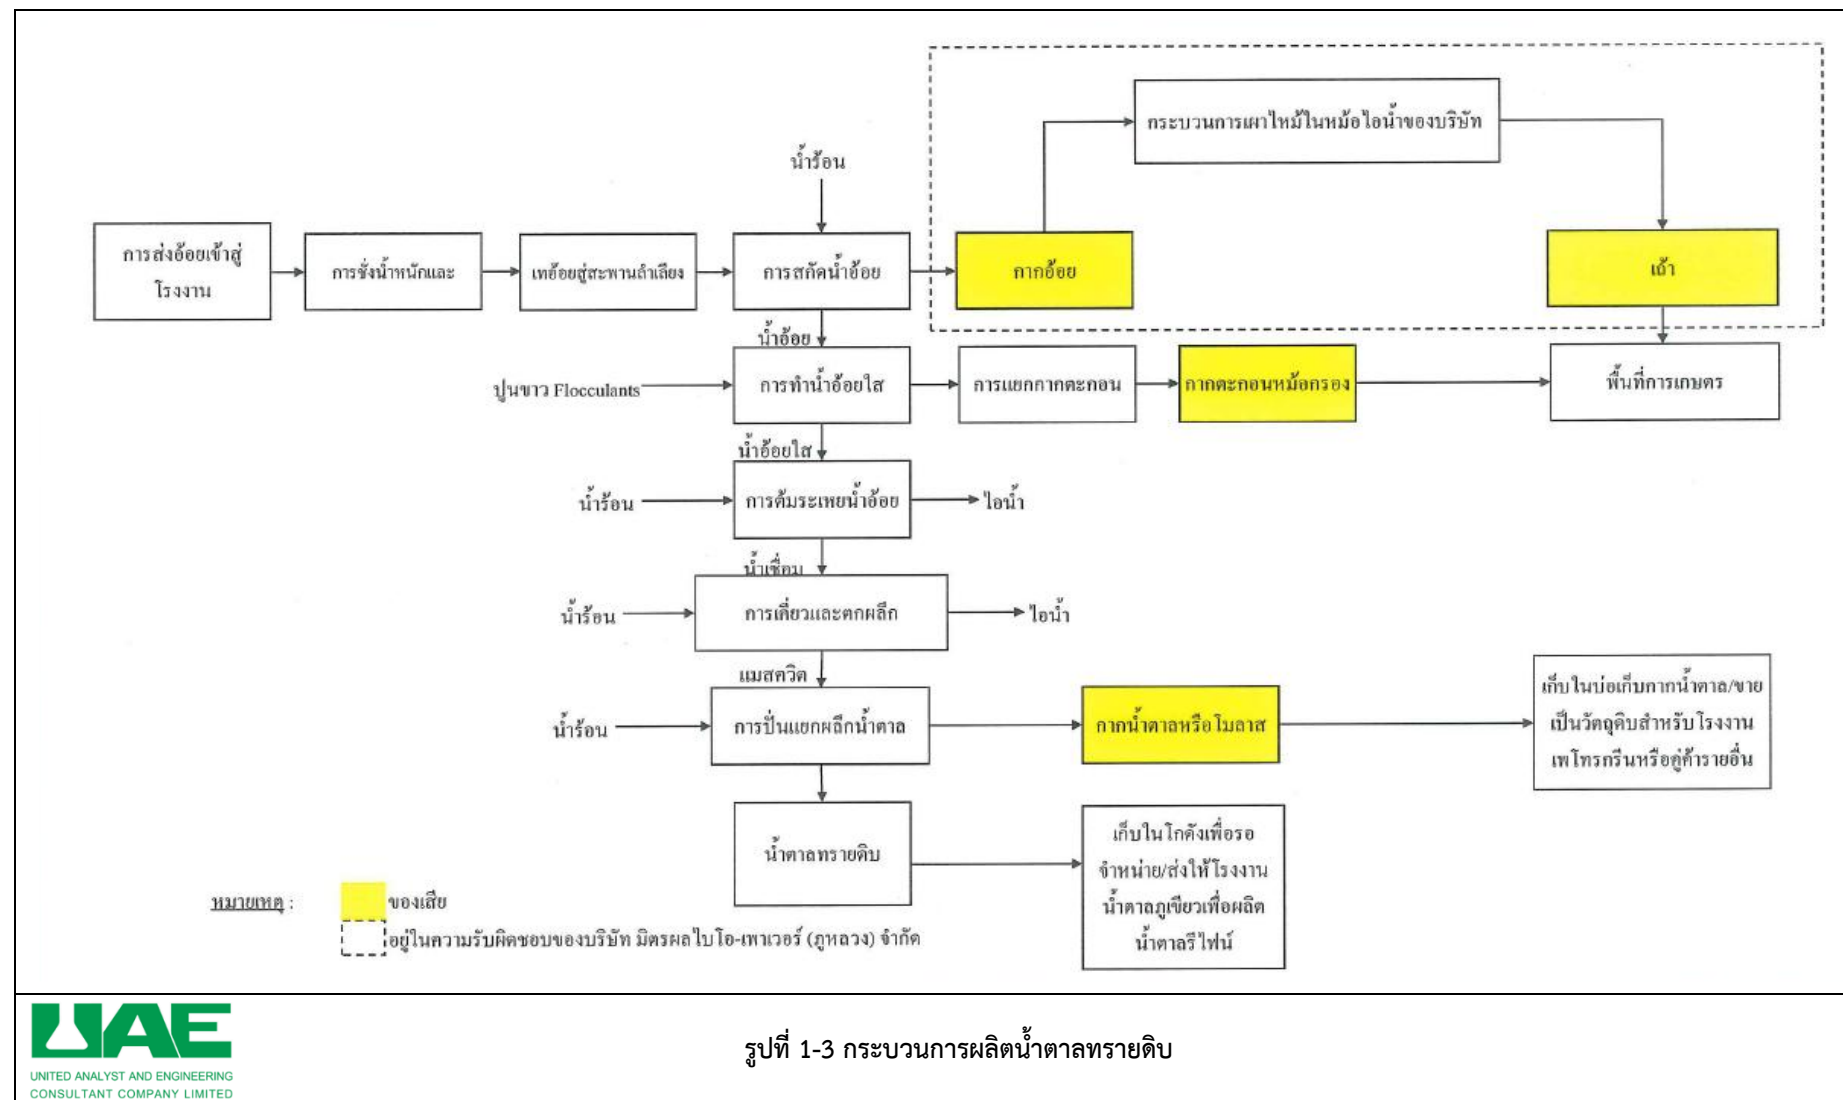 กระบวนการเผาไหม้ในหม้อไอน้ำของบริษัท
น้ำร้อน
การส่งอ้อยเข้าสู่
โรงงาน
การชั่งน้ำหนักและ
เทอ้อยสู่สะพานลำเลียง
การสกัดน้ำอ้อย
กากอ้อย
เถ้า
น้ำอ้อย
ปูนขาว Flocculants
การทำน้ำอ้อยใส
การแยกกากตะกอน
กากตะกอนหม้อกรอง
พื้นที่การเกษตร
น้ำอ้อยใส
น้ำร้อน
การต้มระเหยน้ำอ้อย
ไอน้ำ
น้ำเชื่อม
น้ำร้อน
การเคี่ยวและตกผลึก
ไอน้ำ
แมสควิต
น้ำร้อน
การปั่นแยกผลึกน้ำตาล
กากน้ำตาลหรือโมลาส
เก็บในบ่อเก็บกากน้ำตาล/ขาย
เป็นวัตถุดิบสำหรับโรงงาน
เพโทรกรีนหรือคู่ค้ารายอื่น
น้ำตาลทรายดิบ
เก็บในโกดังเพื่อรอ
จำหน่าย/ส่งให้โรงงาน
น้ำตาลภูเขียวเพื่อผลิต
น้ำตาลรีไฟน์
หมายเหตุ :
ของเสีย
อยู่ในความรับผิดชอบของบริษัท มิตรผลไบโอ-เพาเวอร์ (ภูหลวง) จำกัด
UAE
UNITED ANALYST AND ENGINEERING
CONSULTANT COMPANY LIMITED
รูปที่ 1-3 กระบวนการผลิตน้ำตาลทรายดิบ